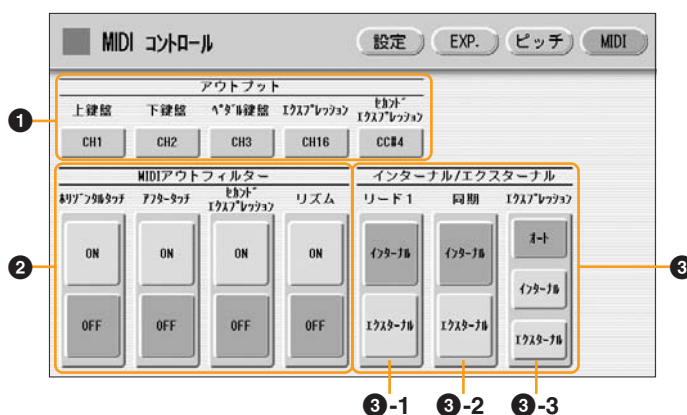 MIDI コントロール
設定 EXP. ピッチ MIDI
アウトプット
上鍵盤 下鍵盤 ペダル鍵盤 エクスプレッション セカンドエクスプレッション
❶
CH1 CH2 CH3 CH16 CC#4
MIDIアウトフィルター
ホリゾンタルタッチ アフタータッチ セカンドエクスプレッション リズム
❷
ON ON ON ON
OFF OFF OFF OFF
インターナル/エクスターナル
リード1 同期 エクスプレッション
❸
インターナル インターナル オート
インターナル
エクスターナル エクスターナル エクスターナル
❸-1 ❸-2 ❸-3